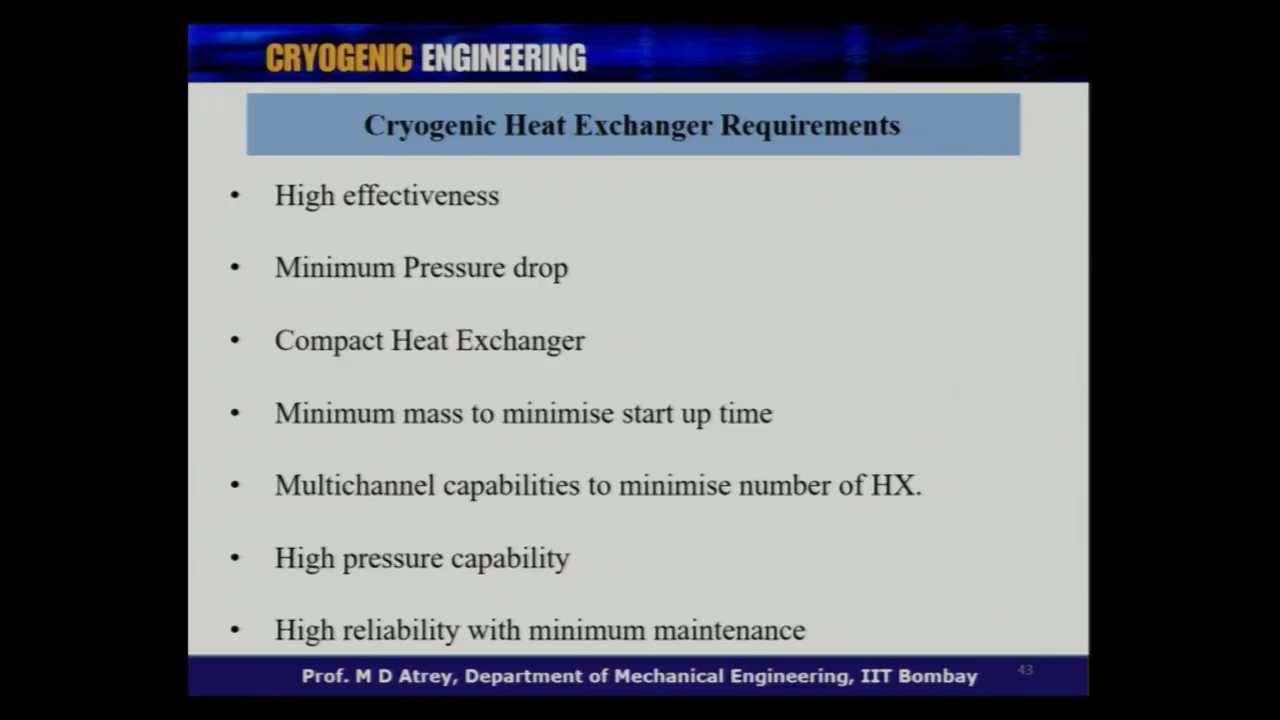 CRYOGENIC ENGINEERING
Cryogenic Heat Exchanger Requirements
• High effectiveness
• Minimum Pressure drop
• Compact Heat Exchanger
• Minimum mass to minimise start up time
• Multichannel capabilities to minimise number of HX.
• High pressure capability
• High reliability with minimum maintenance
Prof. M D Atrey, Department of Mechanical Engineering, IIT Bombay 43